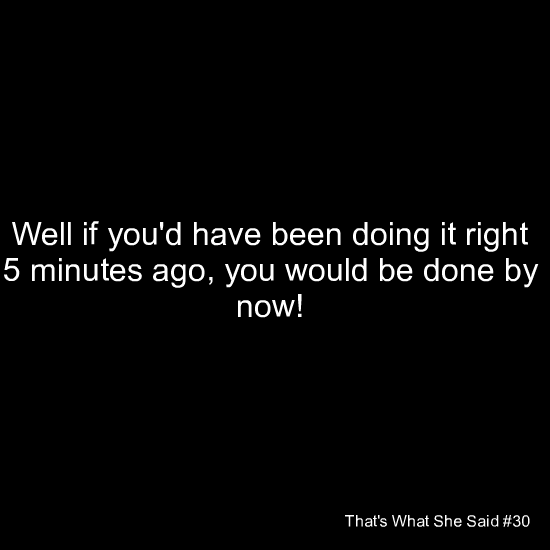 Well if you'd have been doing it right
5 minutes ago, you would be done by
now!
That's What She Said #30